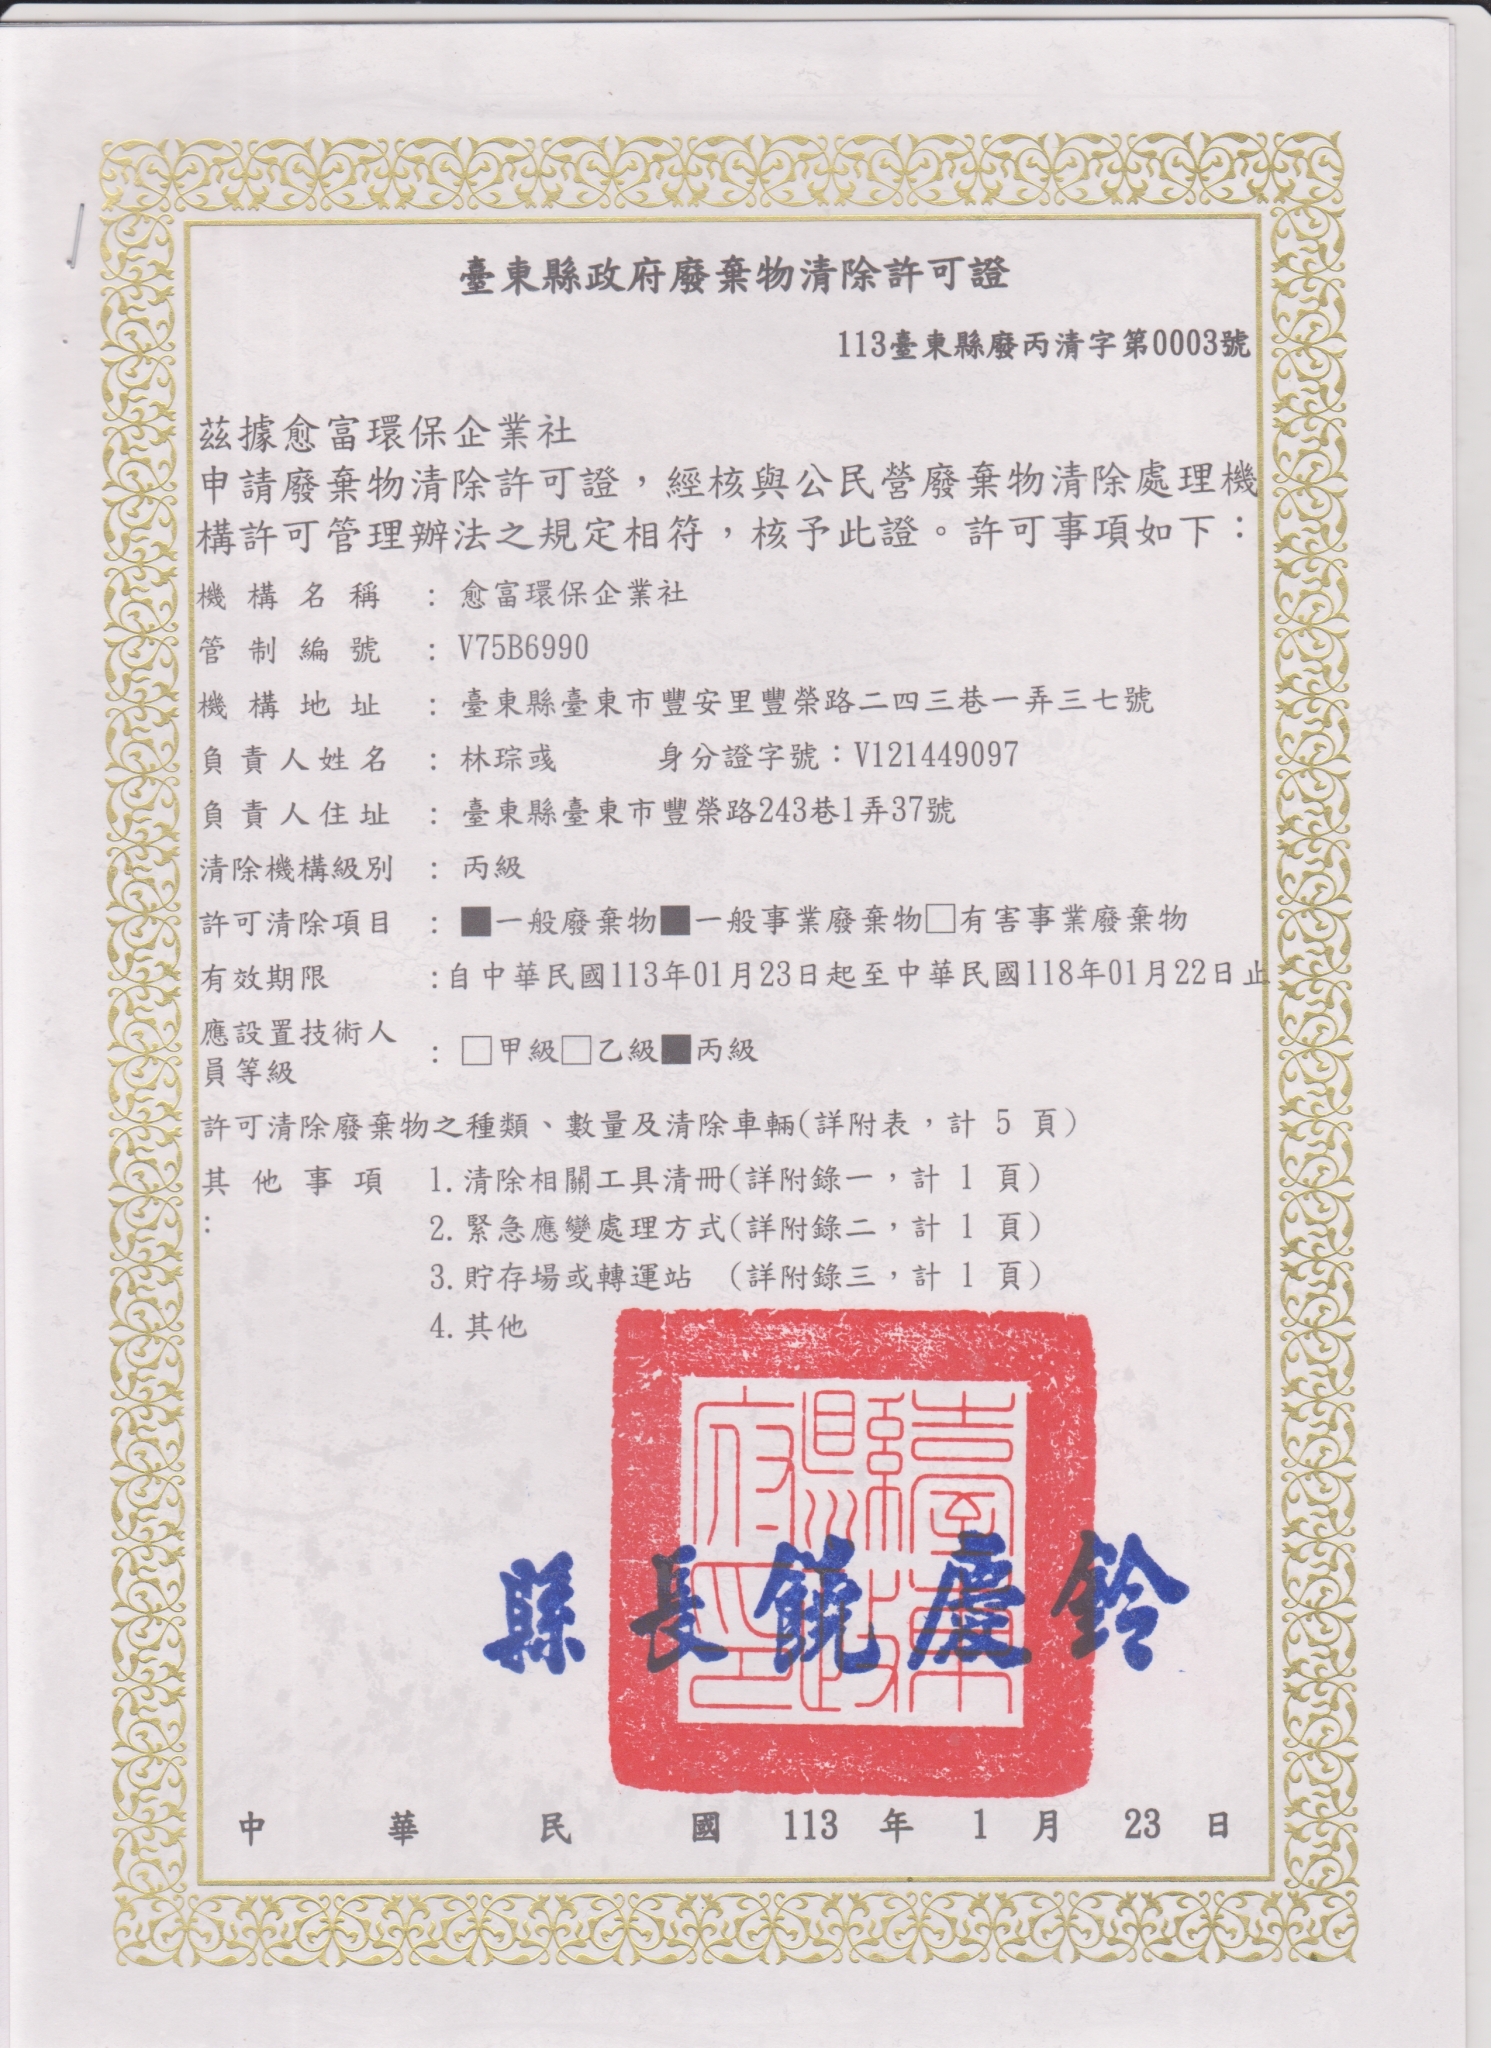 臺東縣政府廢棄物清除許可證
113臺東縣廢丙清字第0003號
茲據愈富環保企業社
申請廢棄物清除許可證，經核與公民營廢棄物清除處理機
構許可管理辦法之規定相符，核予此證。許可事項如下：
機構名稱：愈富環保企業社
管制編號：V75B6990
機構地址：臺東縣臺東市豐安里豐榮路二四三巷一弄三七號
負責人姓名：林琮彧 身分證字號：V121449097
負責人住址：臺東縣臺東市豐榮路243巷1弄37號
清除機構級別：丙級
許可清除項目：■一般廢棄物■一般事業廢棄物□有害事業廢棄物
有效期限：自中華民國113年01月23日起至中華民國118年01月22日止
應設置技術人
員等級：□甲級□乙級■丙級
許可清除廢棄物之種類、數量及清除車輛(詳附表，計 5 頁)
其他事項：
1.清除相關工具清冊(詳附錄一，計 1 頁)
2.緊急應變處理方式(詳附錄二，計 1 頁)
3.貯存場或轉運站 (詳附錄三，計 1 頁)
4.其他
臺東縣政府印
縣長饒慶鈴
中華民國 113 年 1 月 23 日